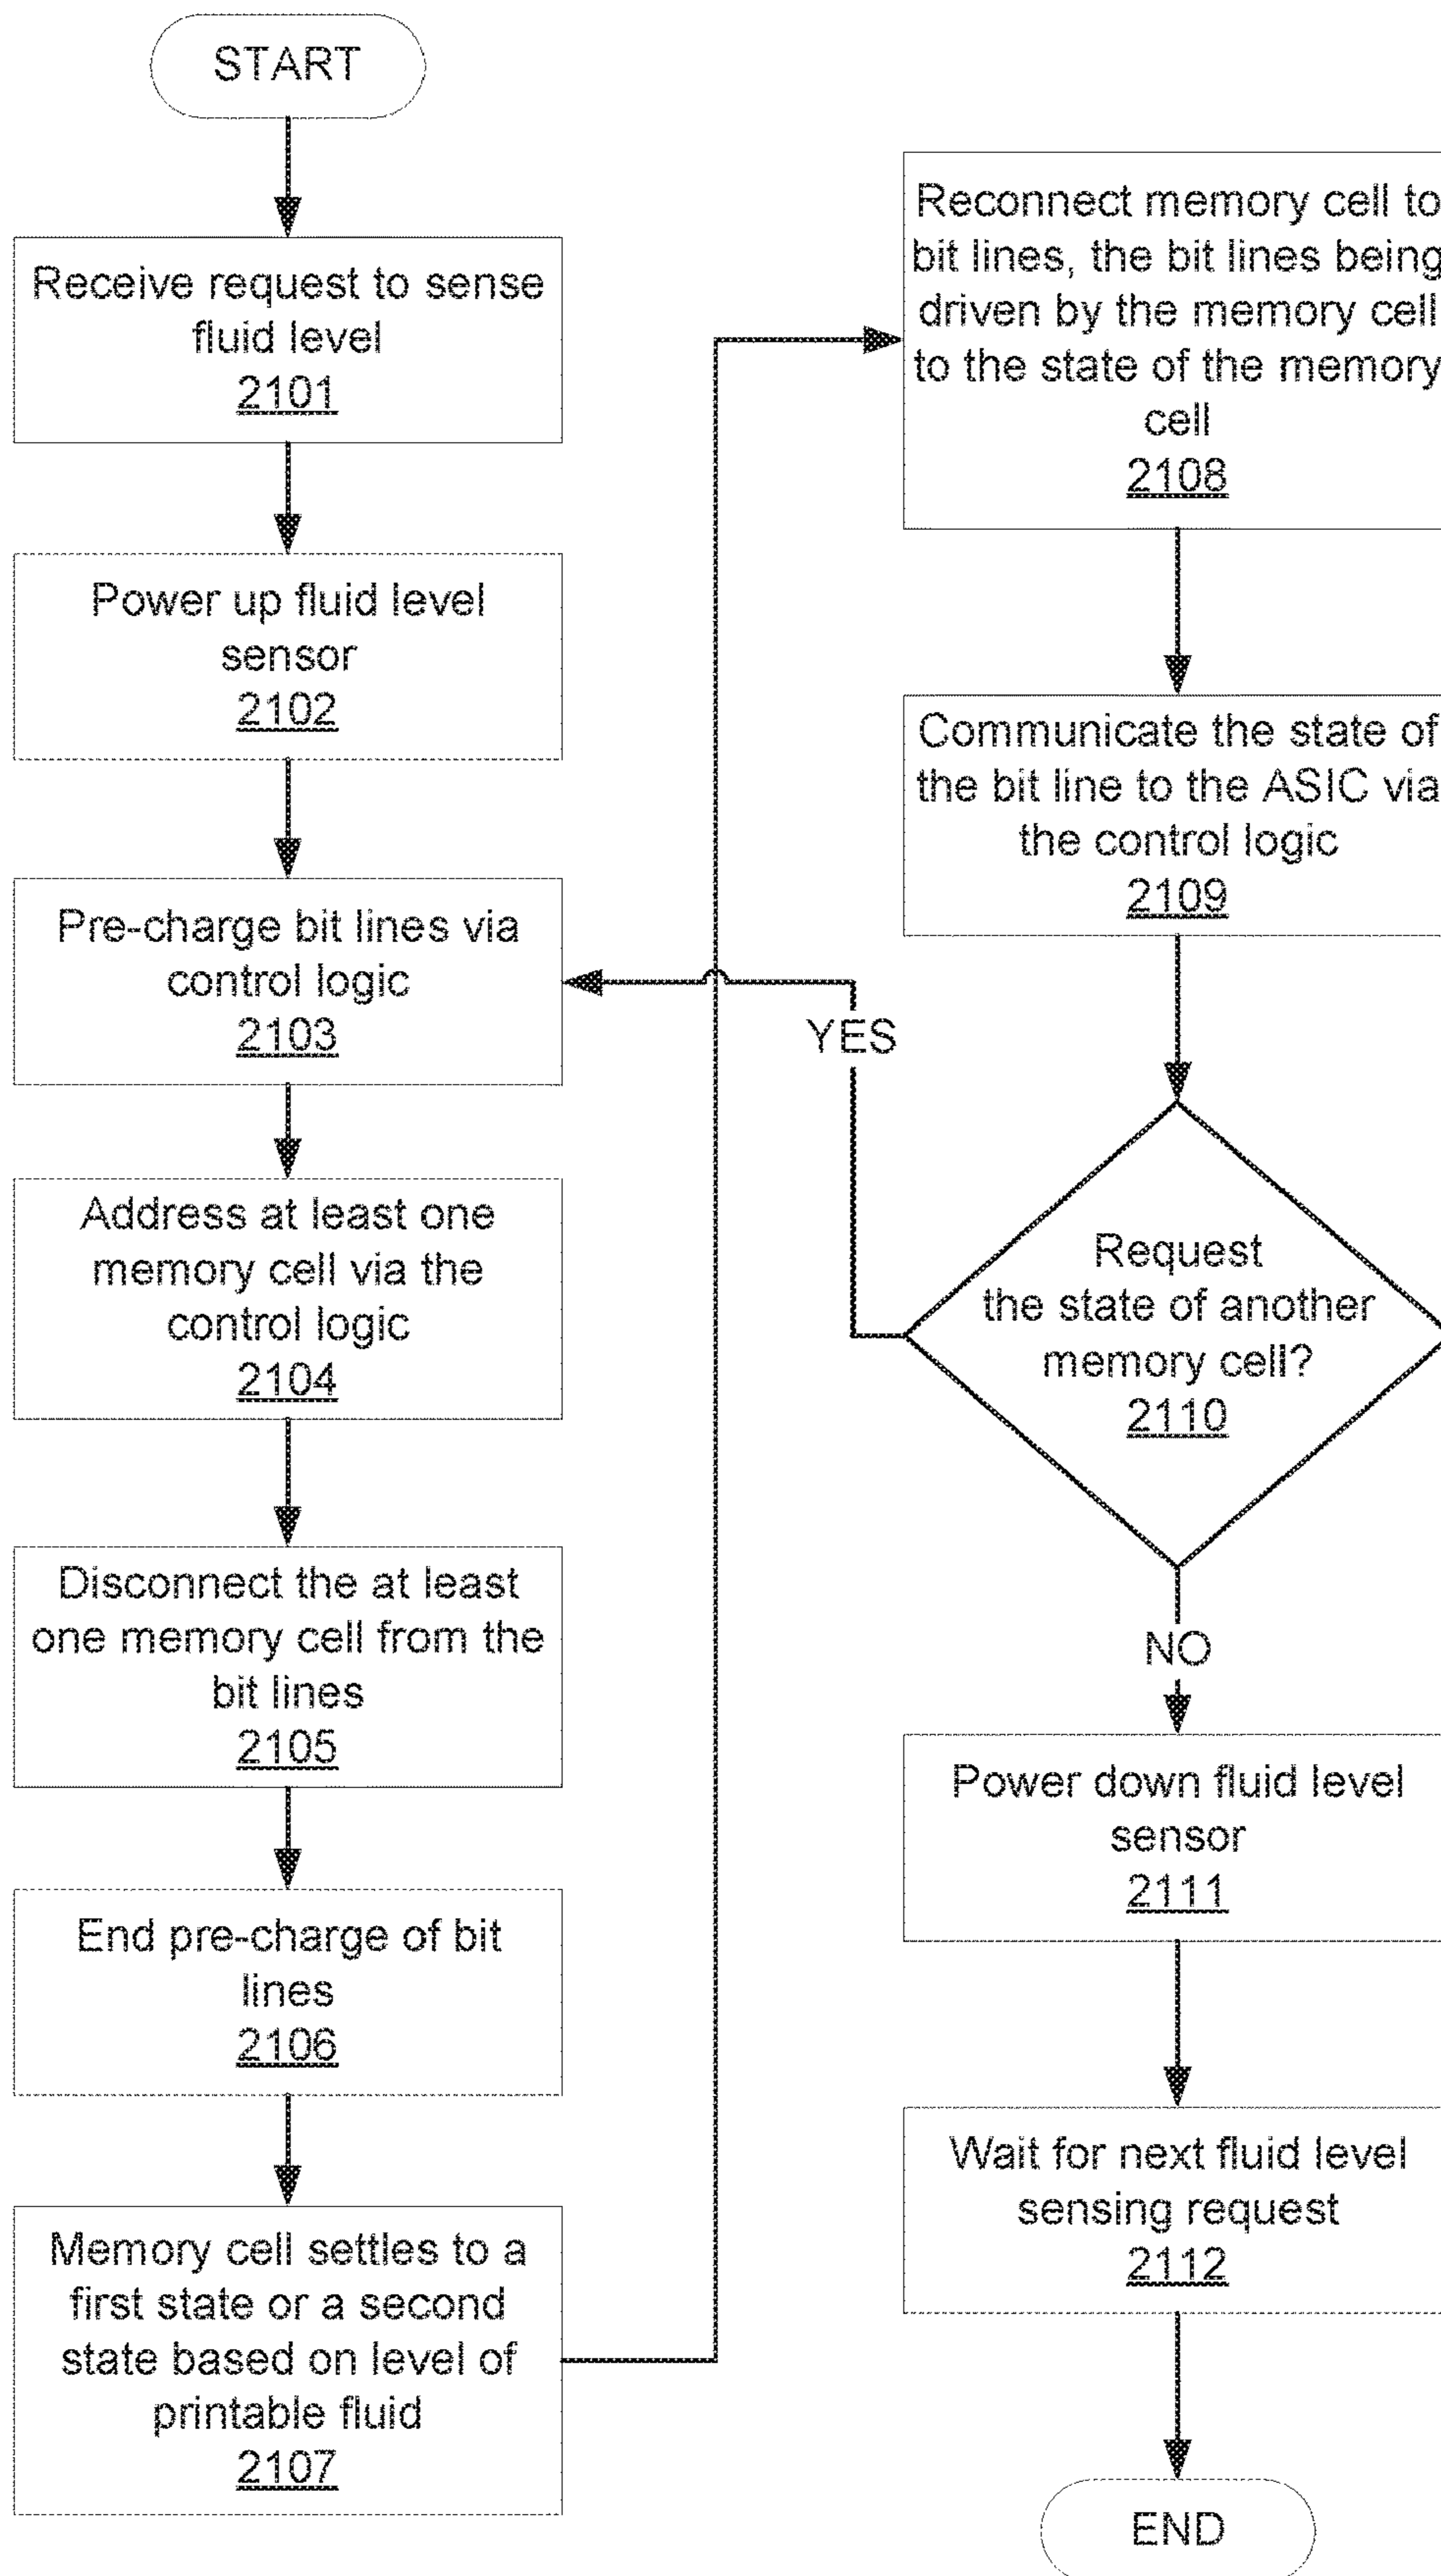 START
Receive request to sense
fluid level
2101
Power up fluid level
sensor
2102
Pre-charge bit lines via
control logic
2103
Address at least one
memory cell via the
control logic
2104
Disconnect the at least
one memory cell from the
bit lines
2105
End pre-charge of bit
lines
2106
Memory cell settles to a
first state or a second
state based on level of
printable fluid
2107
Reconnect memory cell to
bit lines, the bit lines being
driven by the memory cell
to the state of the memory
cell
2108
Communicate the state of
the bit line to the ASIC via
the control logic
2109
YES
Request
the state of another
memory cell?
2110
NO
Power down fluid level
sensor
2111
Wait for next fluid level
sensing request
2112
END